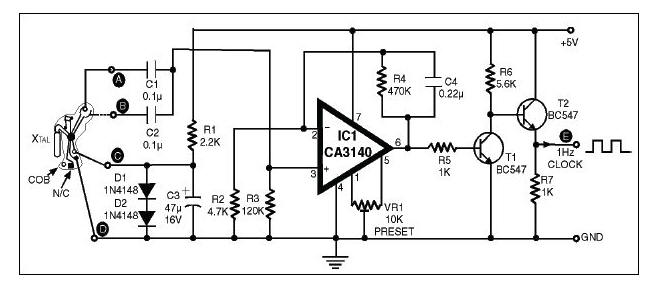 +5V
A
C1
0.1µ
B
C2
0.1µ
XTAL
COB
N/C
C
D
D1
1N4148
D2
1N4148
C3
47µ
16V
+
R1
2.2K
R2
4.7K
R3
120K
R4
470K
C4
0.22µ
IC1
CA3140
2
−
3
+
7
6
5
4
1
VR1
10K
PRESET
R5
1K
R6
5.6K
T1
BC547
T2
BC547
E
1Hz
CLOCK
R7
1K
GND